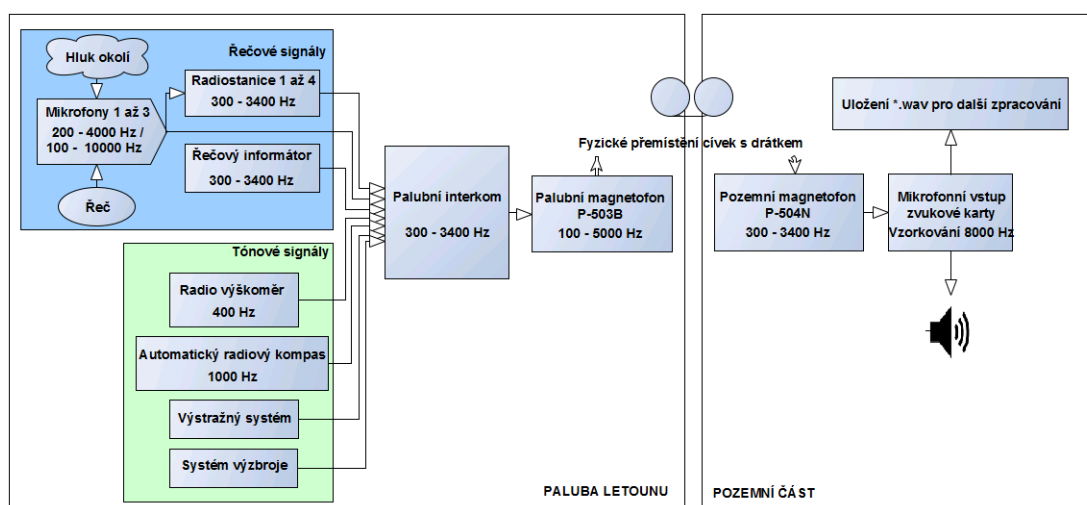 Řečové signály
Hluk okolí
Mikrofony 1 až 3
200 - 4000 Hz /
100 - 10000 Hz
Řeč
Radiostanice 1 až 4
300 - 3400 Hz
Řečový informátor
300 - 3400 Hz
Tónové signály
Radio výškoměr
400 Hz
Automatický radiový kompas
1000 Hz
Výstražný systém
Systém výzbroje
Palubní interkom
300 - 3400 Hz
Palubní magnetofon
P-503B
100 - 5000 Hz
Fyzické přemístění cívek s drátkem
PALUBA LETOUNU
Pozemní magnetofon
P-504N
300 - 3400 Hz
Uložení *.wav pro další zpracování
Mikrofonní vstup
zvukové karty
Vzorkování 8000 Hz
POZEMNÍ ČÁST